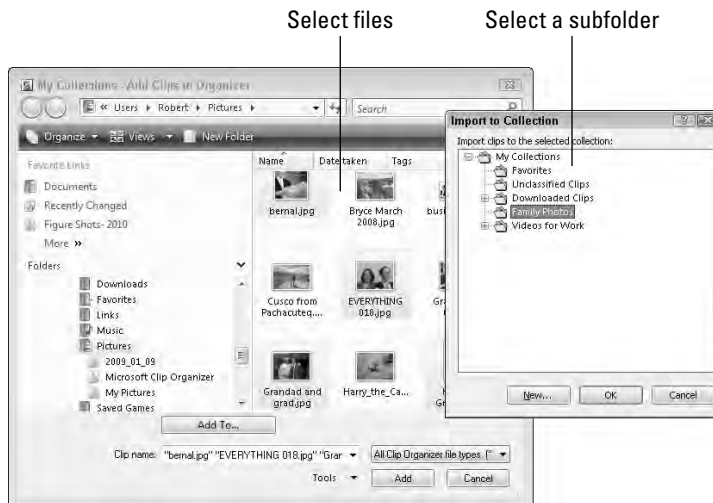 Select files
Select a subfolder
My Collections - Add Clips to Organizer
« Users Robert Pictures
Search
Organize Views New Folder
Favorite Links
Documents
Recently Changed
Figure Shots- 2010
More »
Folders
Downloads
Favorites
Links
Music
Pictures
2009_01_09
Microsoft Clip Organizer
My Pictures
Saved Games
Name Date taken Tags
bernal.jpg
Bryce March
2008.jpg
busi
Cusco from
Pachacuteq....
EVERYTHING
018.jpg
Gra
Grandad and
grad.jpg
Harry_the_Ca...
Gr
Add To...
Clip name: "bernal.jpg" "EVERYTHING 018.jpg" "Grar
All Clip Organizer file types (*
Tools Add Cancel
Import to Collection
Import clips to the selected collection:
My Collections
Favorites
Unclassified Clips
Downloaded Clips
Family Photos
Videos for Work
New... OK Cancel